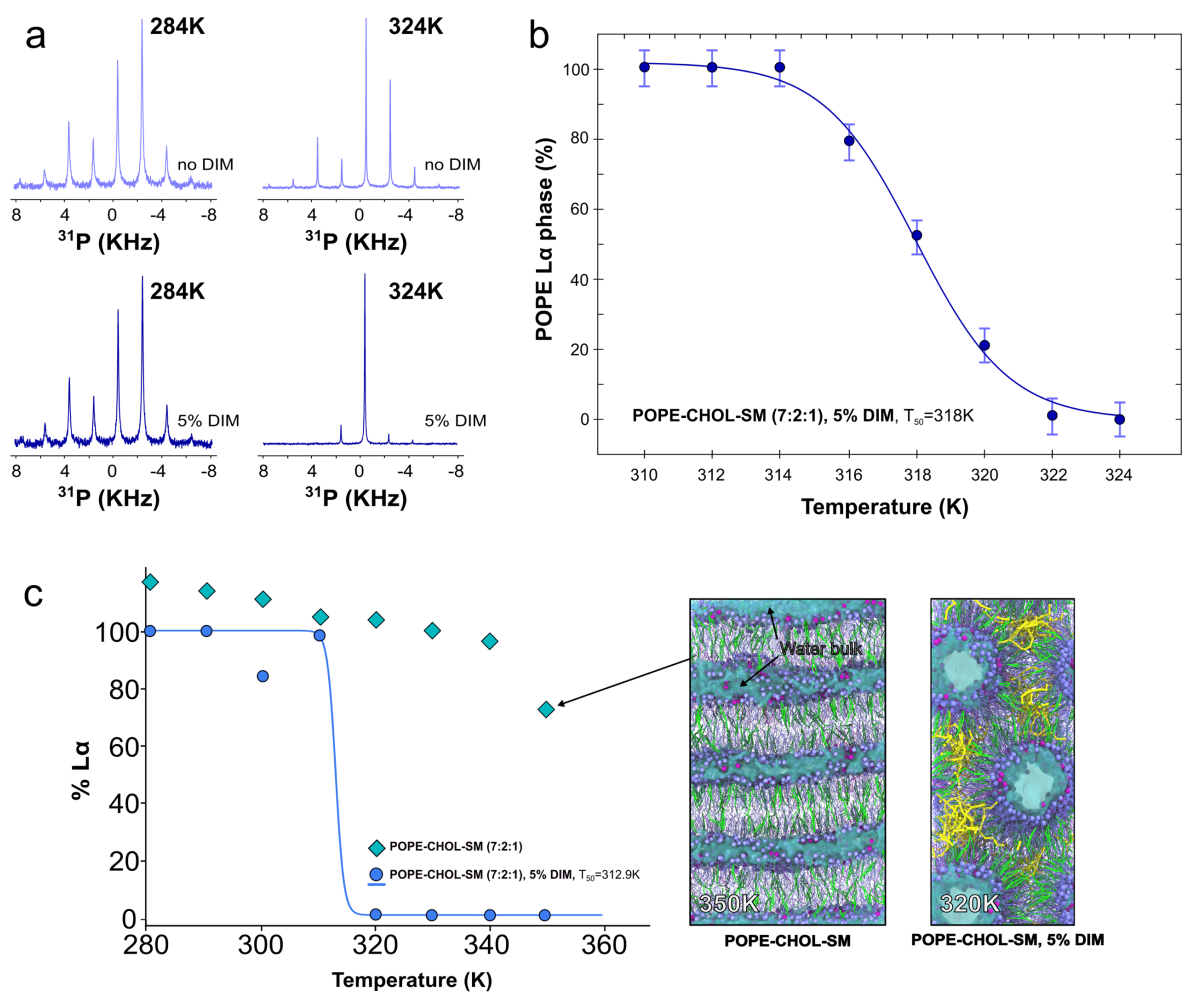 a
284K
no DIM
8 4 0 -4 -8
31P (KHz)
324K
no DIM
8 4 0 -4 -8
31P (KHz)
284K
5% DIM
8 4 0 -4 -8
31P (KHz)
324K
5% DIM
8 4 0 -4 -8
31P (KHz)
b
POPE Lα phase (%)
100
80
60
40
20
0
POPE-CHOL-SM (7:2:1), 5% DIM, T50=318K
310 312 314 316 318 320 322 324
Temperature (K)
c
% Lα
100
80
60
40
20
0
POPE-CHOL-SM (7:2:1)
POPE-CHOL-SM (7:2:1), 5% DIM, T50=312.9K
280 300 320 340 360
Temperature (K)
Water bulk
350K
POPE-CHOL-SM
320K
POPE-CHOL-SM, 5% DIM